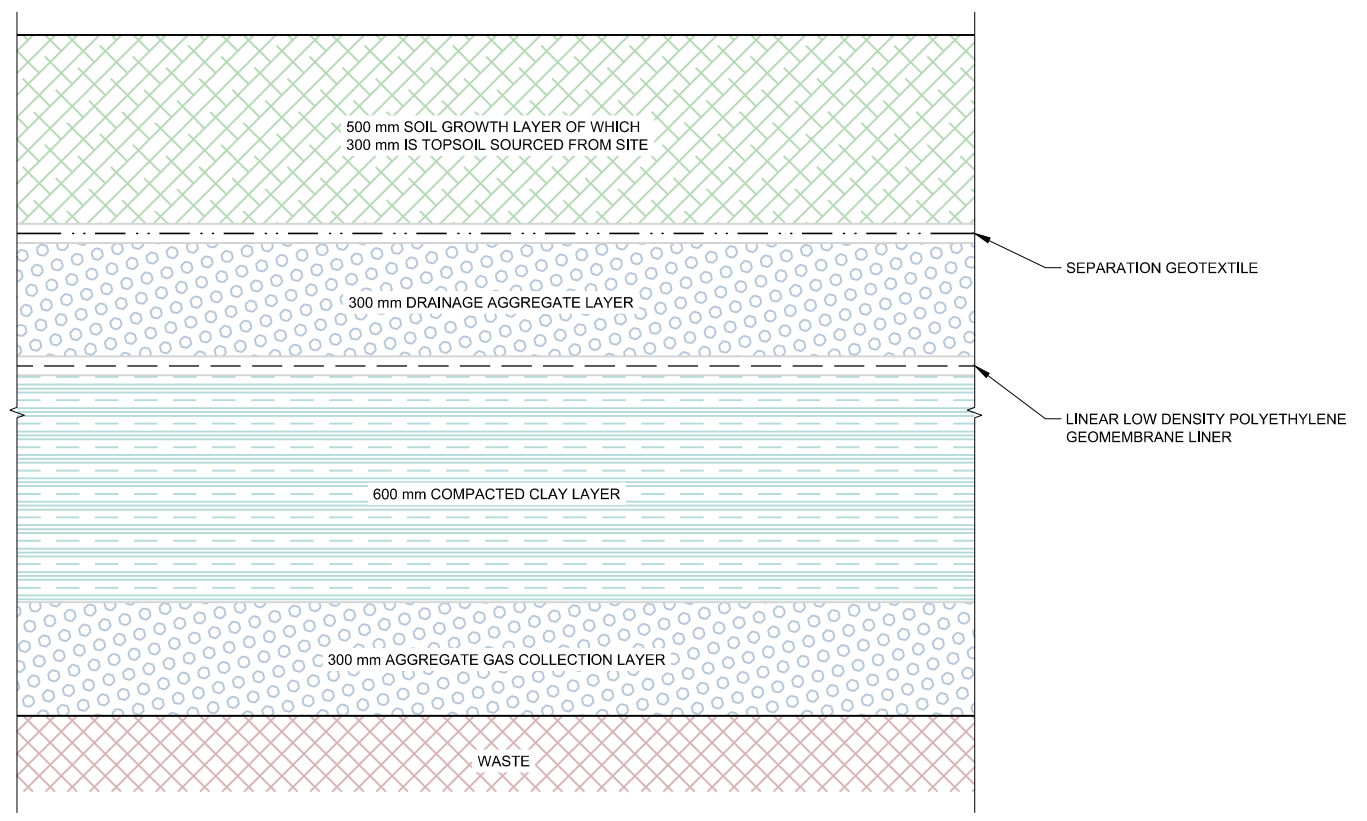 500 mm SOIL GROWTH LAYER OF WHICH
300 mm IS TOPSOIL SOURCED FROM SITE
SEPARATION GEOTEXTILE
300 mm DRAINAGE AGGREGATE LAYER
LINEAR LOW DENSITY POLYETHYLENE
GEOMEMBRANE LINER
600 mm COMPACTED CLAY LAYER
300 mm AGGREGATE GAS COLLECTION LAYER
WASTE